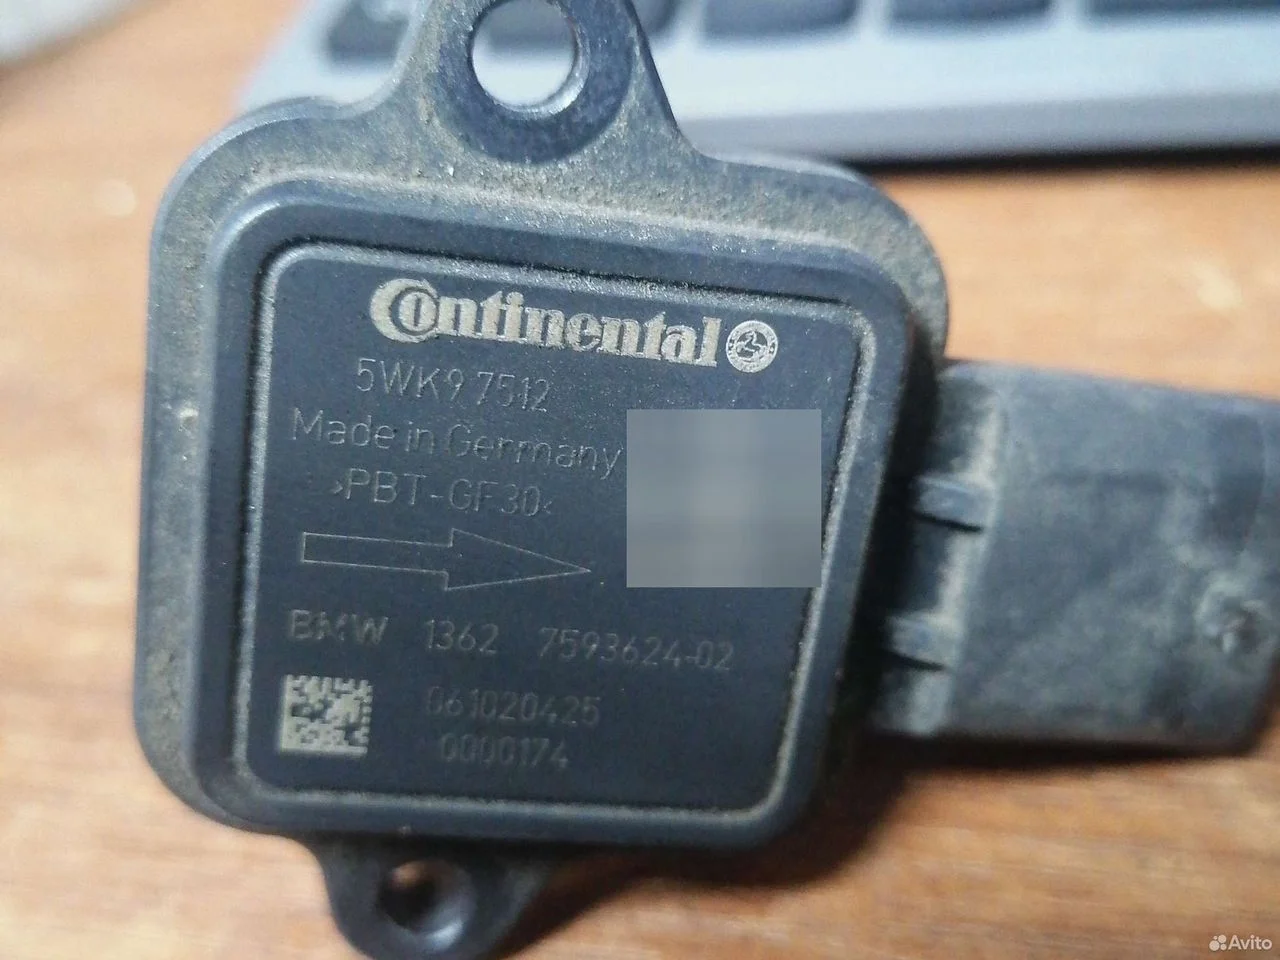 Continental
5WK9 7512
Made in Germany
>PBT-GF30<
BMW 1362 7593624-02
061020425
0000174
Avito